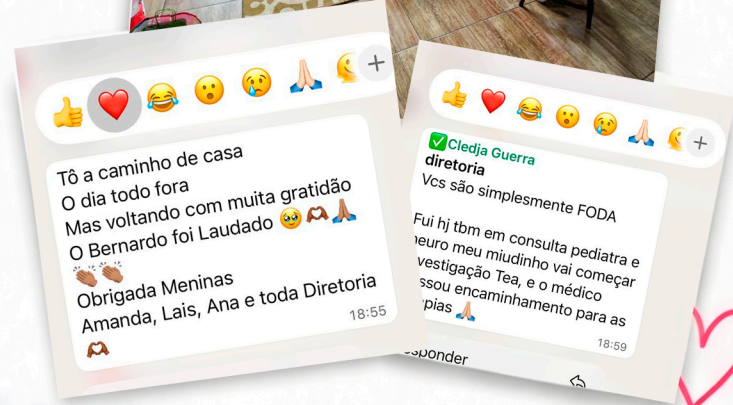 Tô a caminho de casa
O dia todo fora
Mas voltando com muita gratidão
O Bernardo foi Laudado 🥹🫶🏾🙏🏽
👏🏽👏🏽
Obrigada Meninas
Amanda, Lais, Ana e toda Diretoria
🫶🏾
18:55
✅Cledja Guerra
diretoria
Vcs são simplesmente FODA
Fui hj tbm em consulta pediatra e
meu miudinho vai começar
Tea, e o médico
encaminhamento para as
🙏🏻
18:59